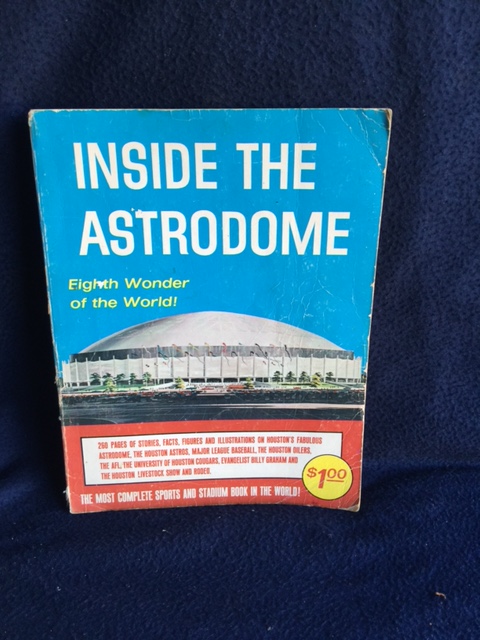 INSIDE THE
ASTRODOME
Eighth Wonder
of the World!
260 PAGES OF STORIES, FACTS, FIGURES AND ILLUSTRATIONS ON HOUSTON'S FABULOUS
ASTRODOME, THE HOUSTON ASTROS, MAJOR LEAGUE BASEBALL, THE HOUSTON OILERS,
THE AFL, THE UNIVERSITY OF HOUSTON COUGARS, EVANGELIST BILLY GRAHAM AND
THE HOUSTON LIVESTOCK SHOW AND RODEO.
$1.00
THE MOST COMPLETE SPORTS AND STADIUM BOOK IN THE WORLD!